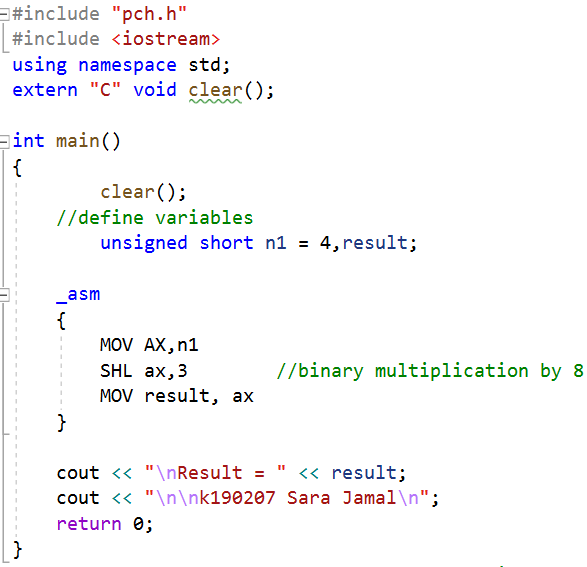 #include "pch.h"
#include <iostream>
using namespace std;
extern "C" void clear();
int main()
{
clear();
//define variables
unsigned short n1 = 4,result;
_asm
{
MOV AX,n1
SHL ax,3 //binary multiplication by 8
MOV result, ax
}
cout << "\nResult = " << result;
cout << "\n\nk190207 Sara Jamal\n";
return 0;
}